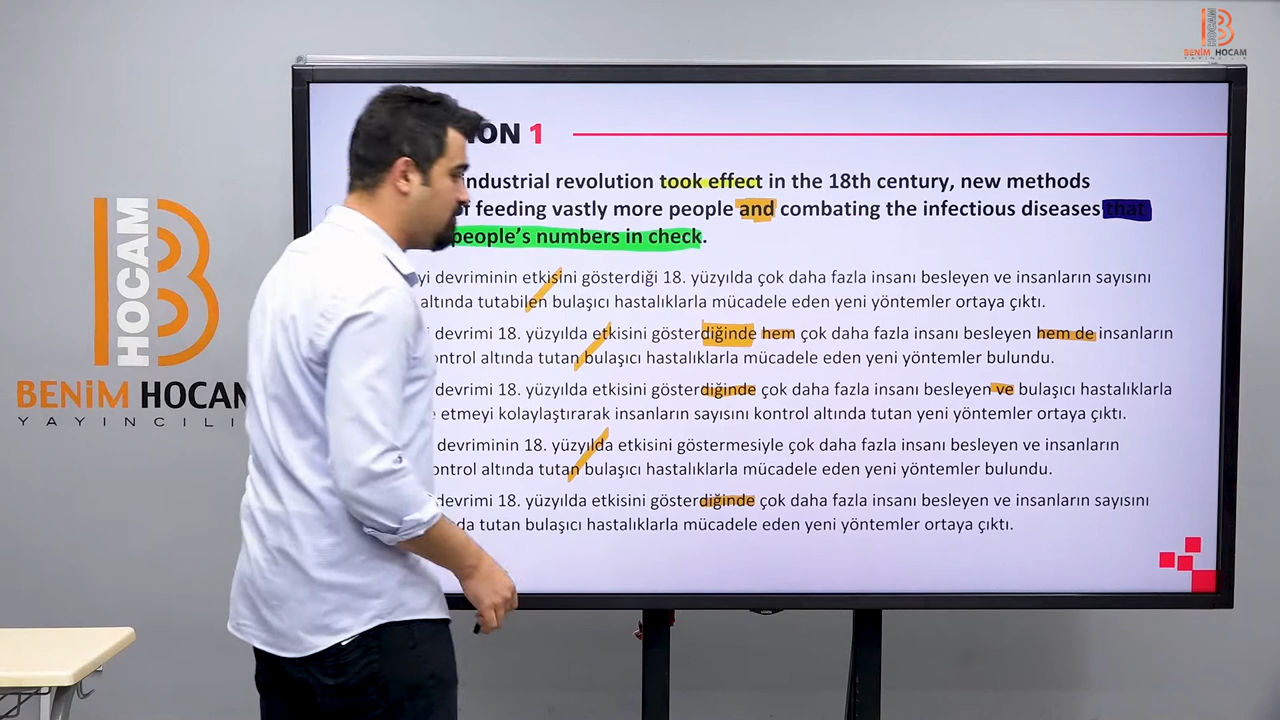 BENİM HOCAM
YAYINCILIK
ION 1
industrial revolution took effect in the 18th century, new methods
of feeding vastly more people and combating the infectious diseases that
people's numbers in check.
devriminin etkisini gösterdiği 18. yüzyılda çok daha fazla insanı besleyen ve insanların sayısını
altında tutabilen bulaşıcı hastalıklarla mücadele eden yeni yöntemler ortaya çıktı.
devrimi 18. yüzyılda etkisini gösterdiğinde hem çok daha fazla insanı besleyen hem de insanların
ontrol altında tutan bulaşıcı hastalıklarla mücadele eden yeni yöntemler bulundu.
devrimi 18. yüzyılda etkisini gösterdiğinde çok daha fazla insanı besleyen ve bulaşıcı hastalıklarla
etmeyi kolaylaştırarak insanların sayısını kontrol altında tutan yeni yöntemler ortaya çıktı.
devriminin 18. yüzyılda etkisini göstermesiyle çok daha fazla insanı besleyen ve insanların
ontrol altında tutan bulaşıcı hastalıklarla mücadele eden yeni yöntemler bulundu.
devrimi 18. yüzyılda etkisini gösterdiğinde çok daha fazla insanı besleyen ve insanların sayısını
da tutan bulaşıcı hastalıklarla mücadele eden yeni yöntemler ortaya çıktı.
HOCAM
BENİM HOCAM
YAYINCILI